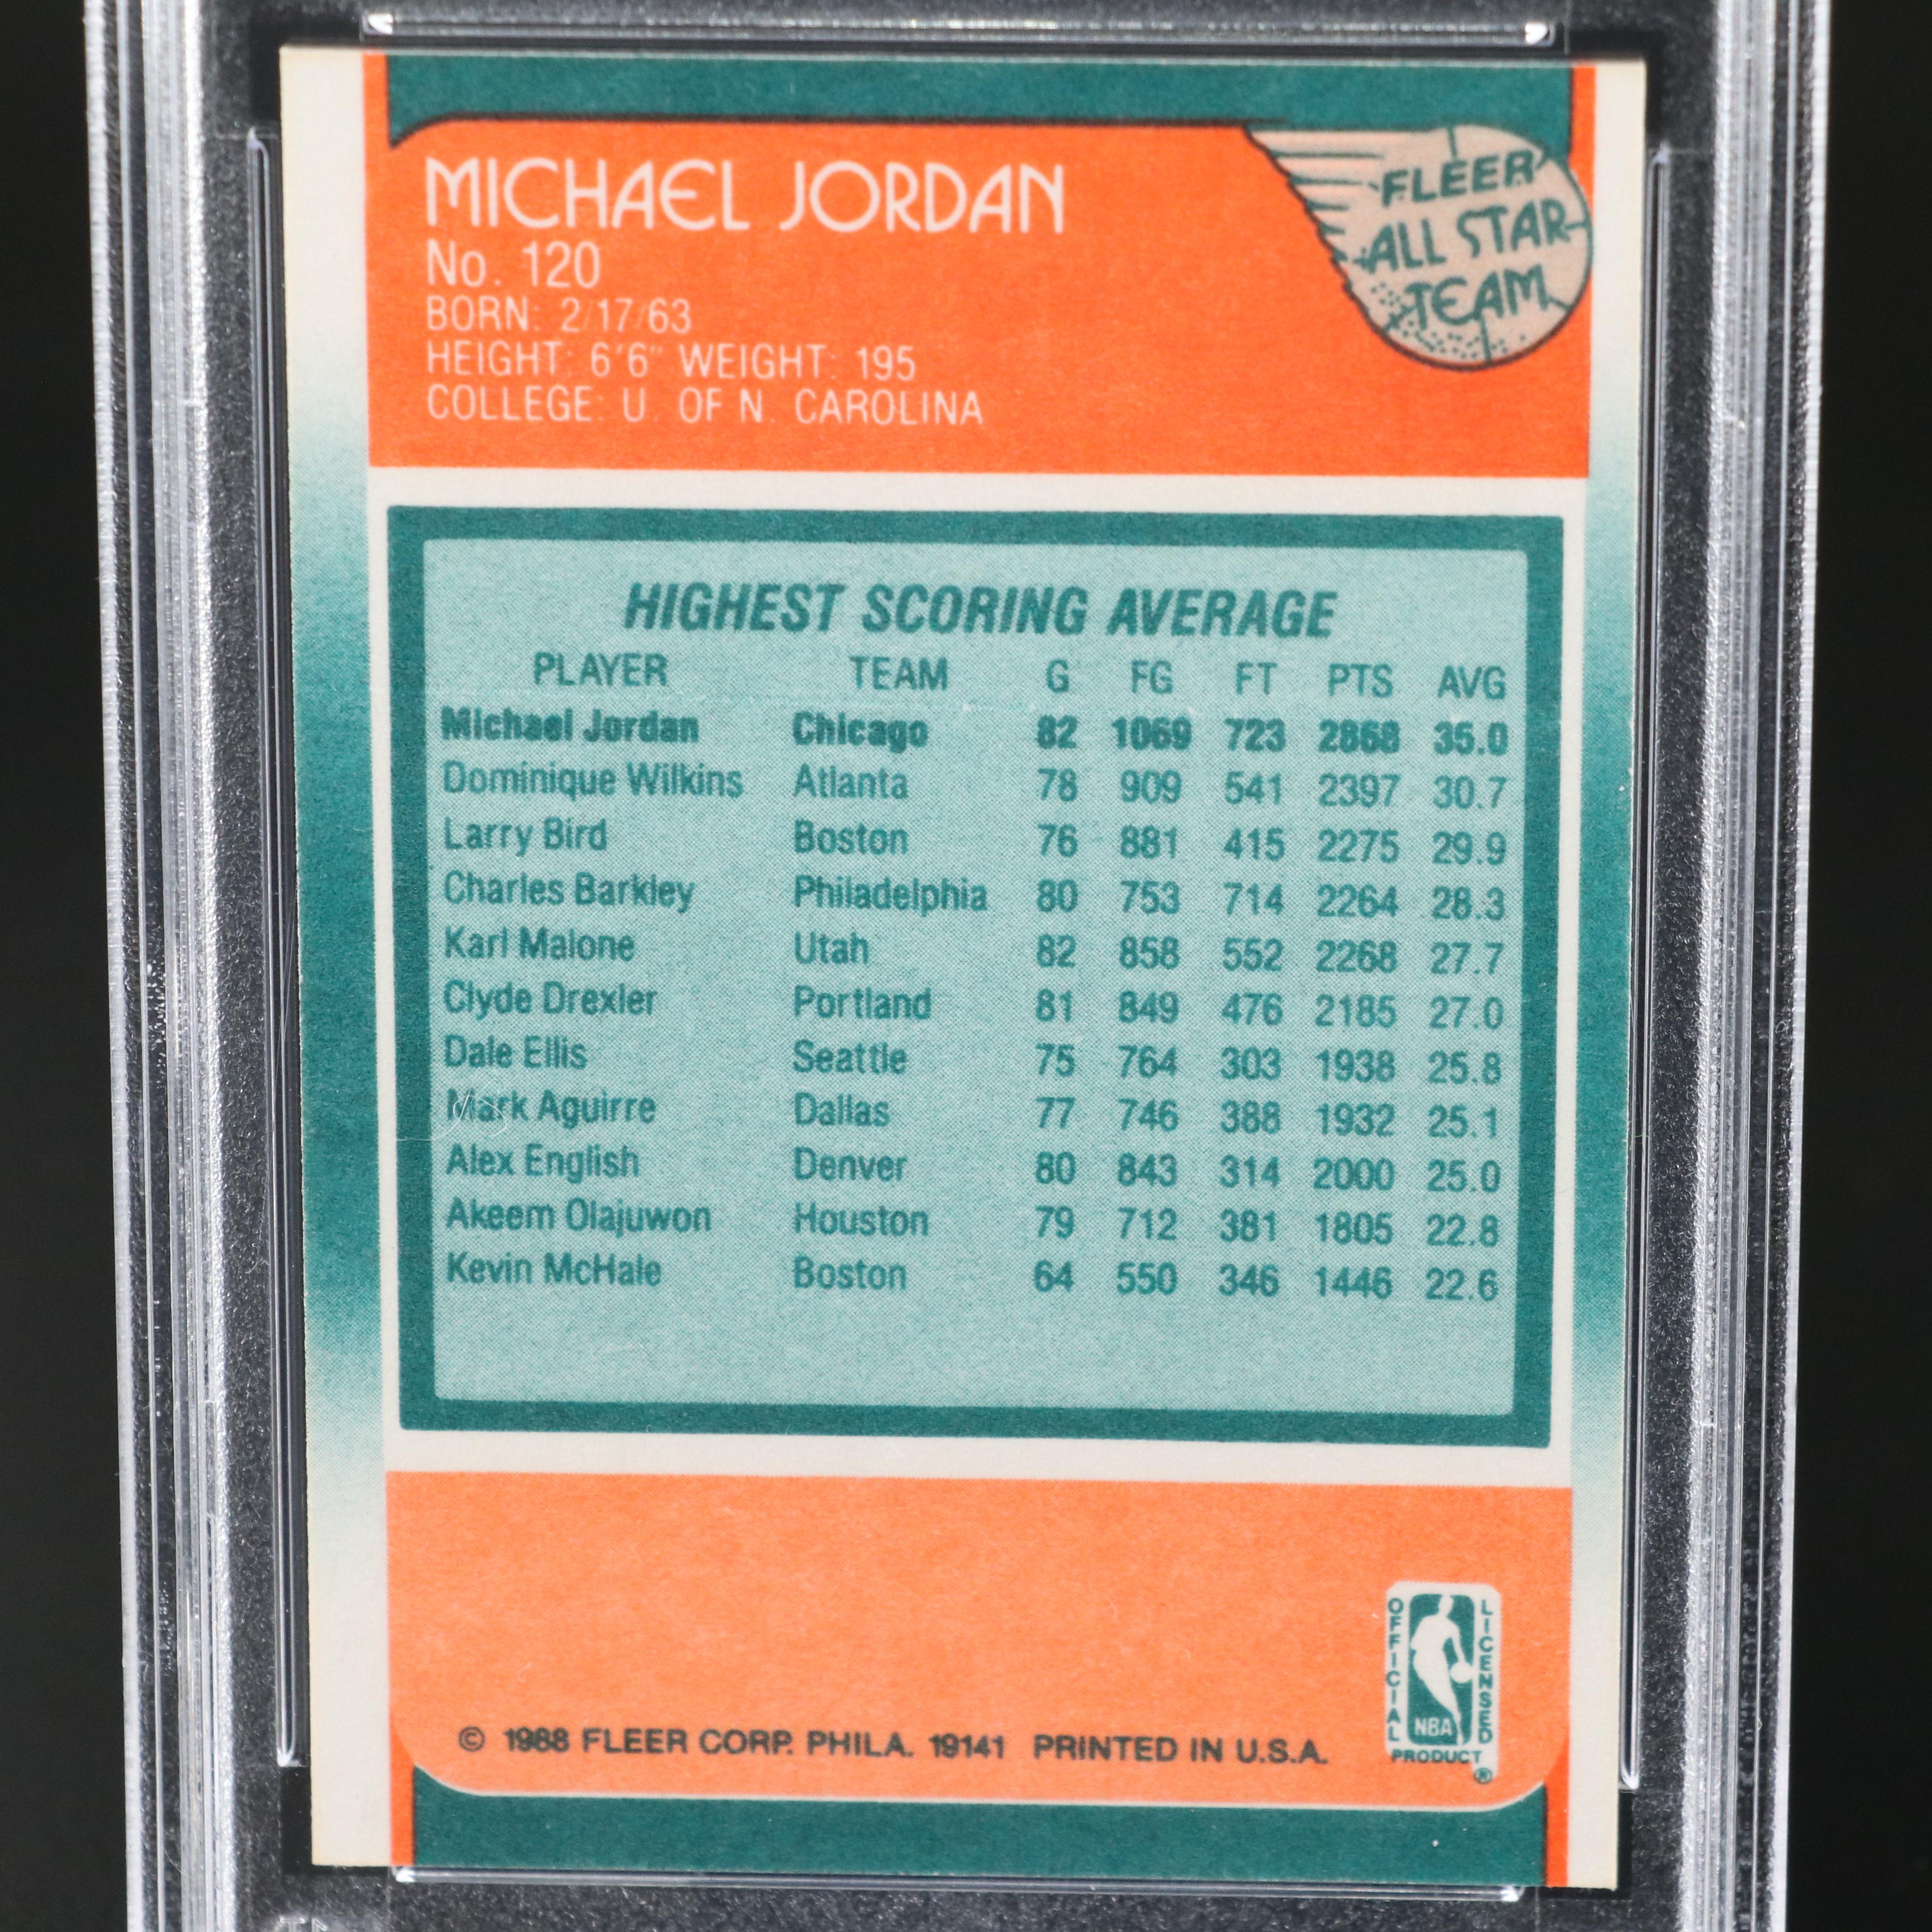 MICHAEL JORDAN
No. 120
BORN: 2/17/63
HEIGHT: 6'6" WEIGHT: 195
COLLEGE: U. OF N. CAROLINA
FLEER
ALL STAR
TEAM
HIGHEST SCORING AVERAGE
PLAYER TEAM G FG FT PTS AVG
Michael Jordan Chicago 82 1069 723 2868 35.0
Dominique Wilkins Atlanta 78 909 541 2397 30.7
Larry Bird Boston 76 881 415 2275 29.9
Charles Barkley Philadelphia 80 753 714 2264 28.3
Karl Malone Utah 82 858 552 2268 27.7
Clyde Drexler Portland 81 849 476 2185 27.0
Dale Ellis Seattle 75 764 303 1938 25.8
Mark Aguirre Dallas 77 746 388 1932 25.1
Alex English Denver 80 843 314 2000 25.0
Akeem Olajuwon Houston 79 712 381 1805 22.8
Kevin McHale Boston 64 550 346 1446 22.6
© 1988 FLEER CORP. PHILA. 19141 PRINTED IN U.S.A.
OFFICIAL
NBA
LICENSED
PRODUCT
®